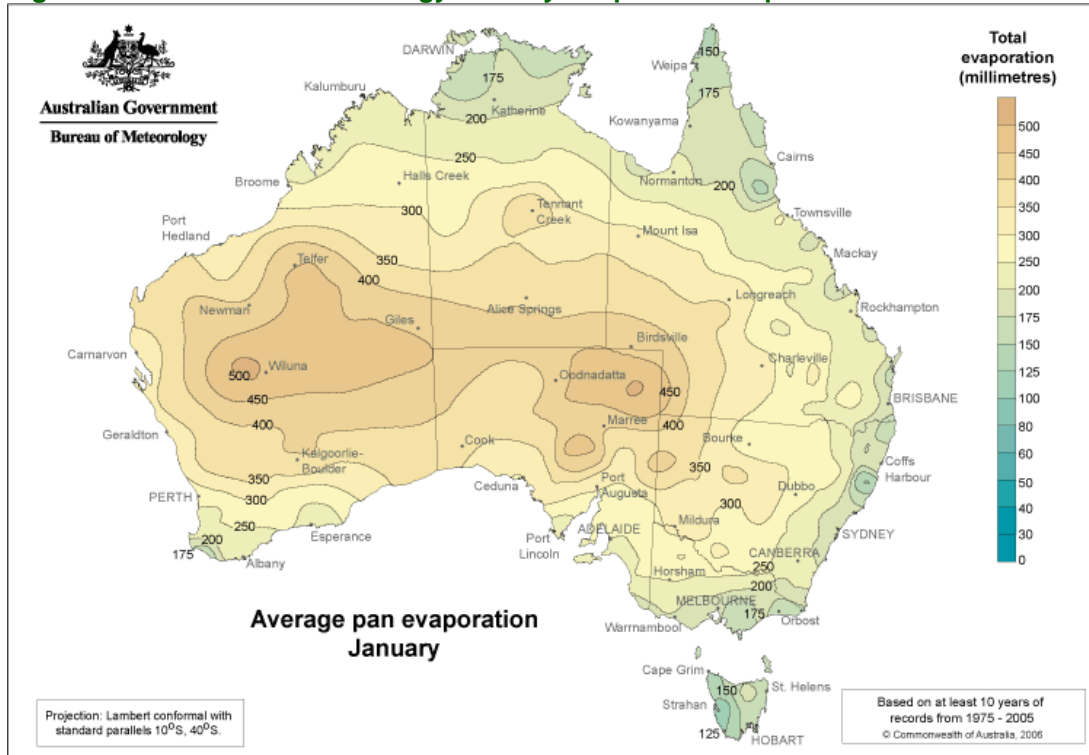 Australian Government
Bureau of Meteorology
Total
evaporation
(millimetres)
500
450
400
350
300
250
200
175
150
125
100
80
60
50
40
30
0
DARWIN
175
Katherine
200
Kalumburu
150
Weipa
175
Kowanyama
Cairns
250
Halls Creek
Broome
Normanton
200
300
Tennant
Creek
Townsville
Port
Hedland
Mount Isa
Mackay
Telfer
350
400
Newman
Alice Springs
Longreach
Rockhampton
Giles
Birdsville
Carnarvon
500
Wiluna
Oodnadatta
Charleville
450
450
BRISBANE
400
Marree
400
Geraldton
Cook
Bourke
Kalgoorlie-
Boulder
350
350
Coffs
Harbour
PERTH
300
Ceduna
Port
Augusta
Dubbo
300
250
200
Esperance
175
Albany
Port
Lincoln
ADELAIDE
Mildura
SYDNEY
CANBERRA
250
Horsham
200
MELBOURNE
175
Orbost
Warrnambool
Average pan evaporation
January
Cape Grim
150
St. Helens
Strahan
125
HOBART
Projection: Lambert conformal with
standard parallels 10°S, 40°S.
Based on at least 10 years of
records from 1975 - 2005
© Commonwealth of Australia, 2006